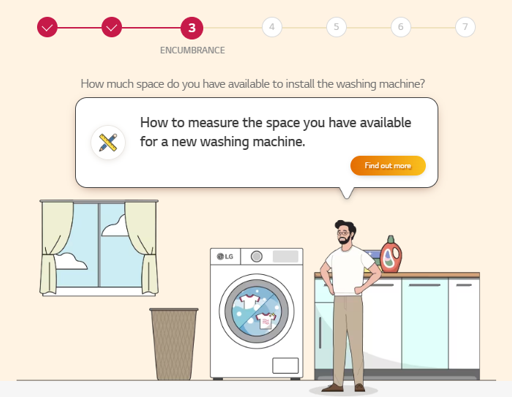 3 4 5 6 7
ENCUMBRANCE
How much space do you have available to install the washing machine?
How to measure the space you have available
for a new washing machine.
Find out more
LG